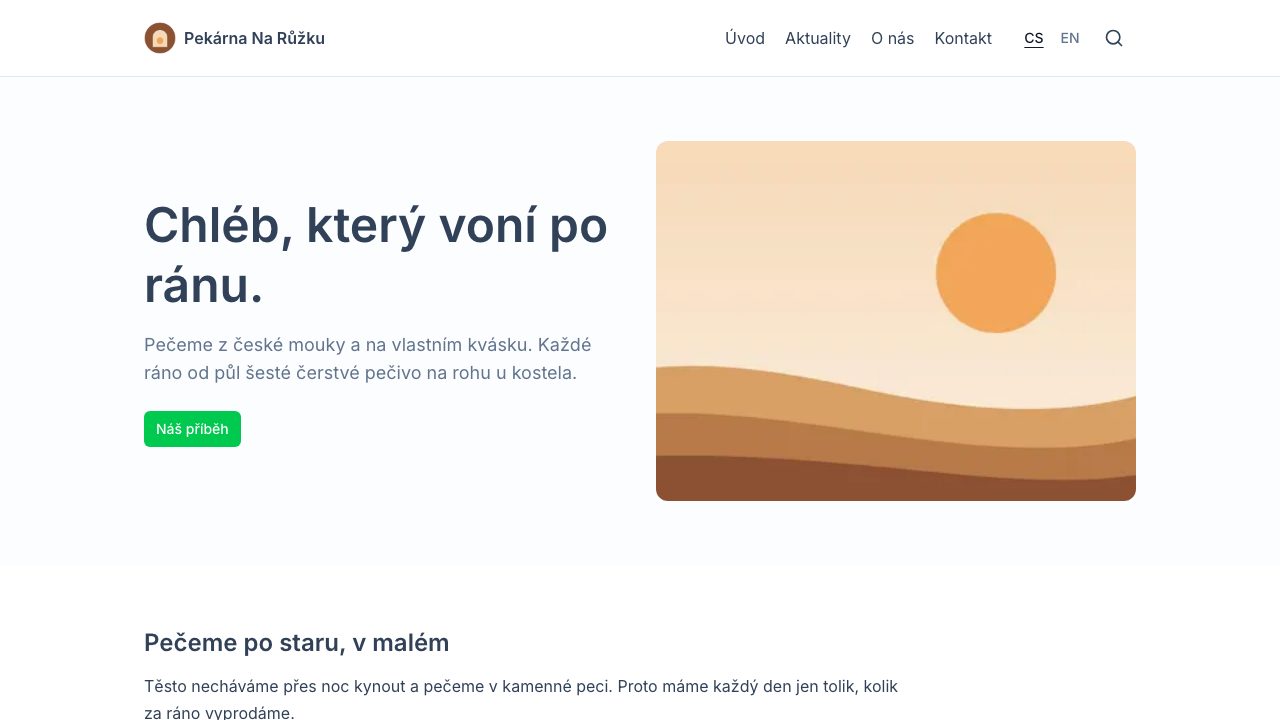 Pekárna Na Růžku
Úvod
Aktuality
O nás
Kontakt
CS
EN
Chléb, který voní po
ránu.
Pečeme z české mouky a na vlastním kvásku. Každé
ráno od půl šesté čerstvé pečivo na rohu u kostela.
Náš příběh
Pečeme po staru, v malém
Těsto necháváme přes noc kynout a pečeme v kamenné peci. Proto máme každý den jen tolik, kolik
za ráno vyprodáme.